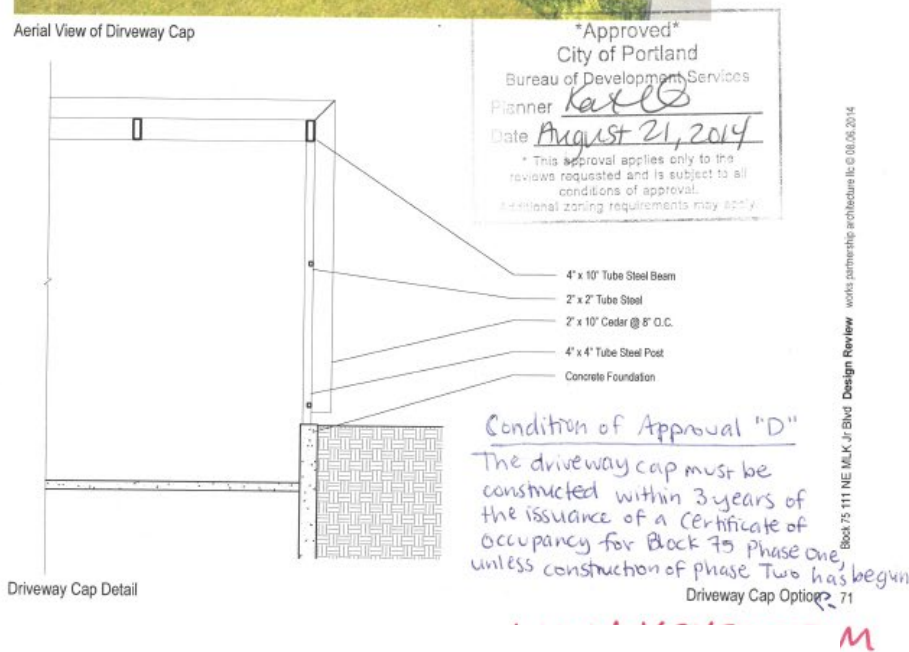 Aerial View of Dirveway Cap
*Approved*
City of Portland
Bureau of Development Services
Planner
Date August 21, 2014
* This approval applies only to the
reviews requested and is subject to all
conditions of approval.
Additional zoning requirements may apply.
4" x 10" Tube Steel Beam
2" x 2" Tube Steel
2" x 10" Cedar @ 8" O.C.
4" x 4" Tube Steel Post
Concrete Foundation
Condition of Approval "D"
The driveway cap must be
constructed within 3 years of
the issuance of a Certificate of
occupancy for Block 75 Phase One,
unless construction of phase Two has begun
Driveway Cap Detail
Driveway Cap Option
P. 71
Block 75 111 NE MLK Jr Blvd Design Review works partnership architecture llc © 08.06.2014
M